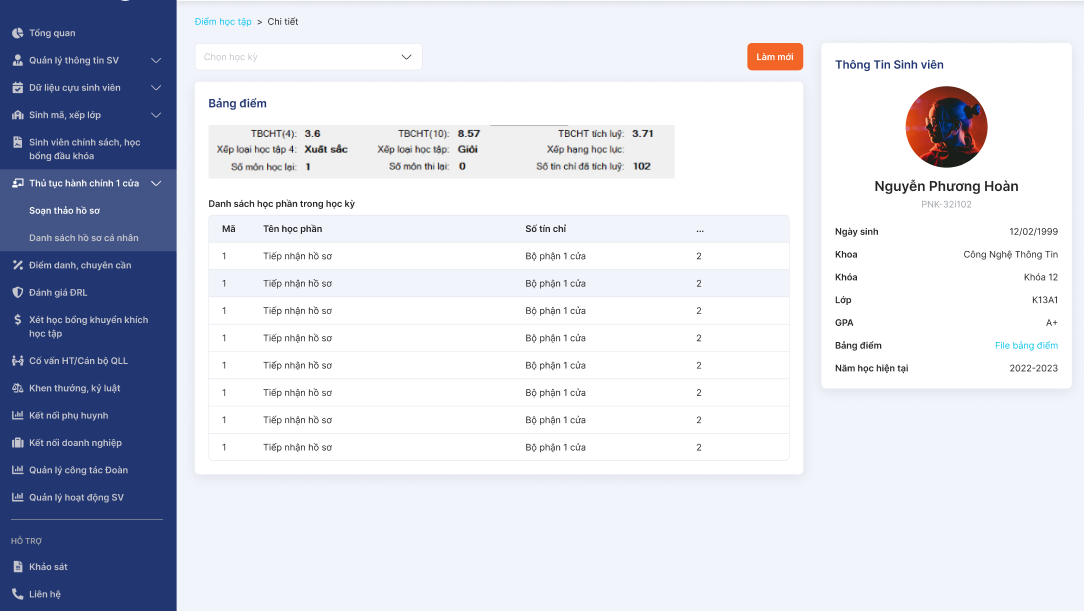 Tổng quan
Quản lý thông tin SV
Dữ liệu cựu sinh viên
Sinh mã, xếp lớp
Sinh viên chính sách, học
bổng đầu khóa
Thủ tục hành chính 1 cửa
Soạn thảo hồ sơ
Danh sách hồ sơ cá nhân
Điểm danh, chuyên cần
Đánh giá ĐRL
Xét học bổng khuyến khích
học tập
Cố vấn HT/Cán bộ QLL
Khen thưởng, kỷ luật
Kết nối phụ huynh
Kết nối doanh nghiệp
Quản lý công tác Đoàn
Quản lý hoạt động SV
HỖ TRỢ
Khảo sát
Liên hệ
Điểm học tập > Chi tiết
Chọn học kỳ
Làm mới
Bảng điểm
TBCHT(4): 3.6 TBCHT(10): 8.57 TBCHT tích luỹ: 3.71
Xếp loại học tập 4: Xuất sắc Xếp loại học tập: Giỏi Xếp hạng học lực:
Số môn học lại: 1 Số môn thi lại: 0 Số tín chỉ đã tích luỹ: 102
Danh sách học phần trong học kỳ
Mã Tên học phần Số tín chỉ ...
1 Tiếp nhận hồ sơ Bộ phận 1 cửa 2
1 Tiếp nhận hồ sơ Bộ phận 1 cửa 2
1 Tiếp nhận hồ sơ Bộ phận 1 cửa 2
1 Tiếp nhận hồ sơ Bộ phận 1 cửa 2
1 Tiếp nhận hồ sơ Bộ phận 1 cửa 2
1 Tiếp nhận hồ sơ Bộ phận 1 cửa 2
1 Tiếp nhận hồ sơ Bộ phận 1 cửa 2
1 Tiếp nhận hồ sơ Bộ phận 1 cửa 2
Thông Tin Sinh viên
Nguyễn Phương Hoàn
PNK-32i102
Ngày sinh 12/02/1999
Khoa Công Nghệ Thông Tin
Khóa Khóa 12
Lớp K13A1
GPA A+
Bảng điểm File bảng điểm
Năm học hiện tại 2022-2023